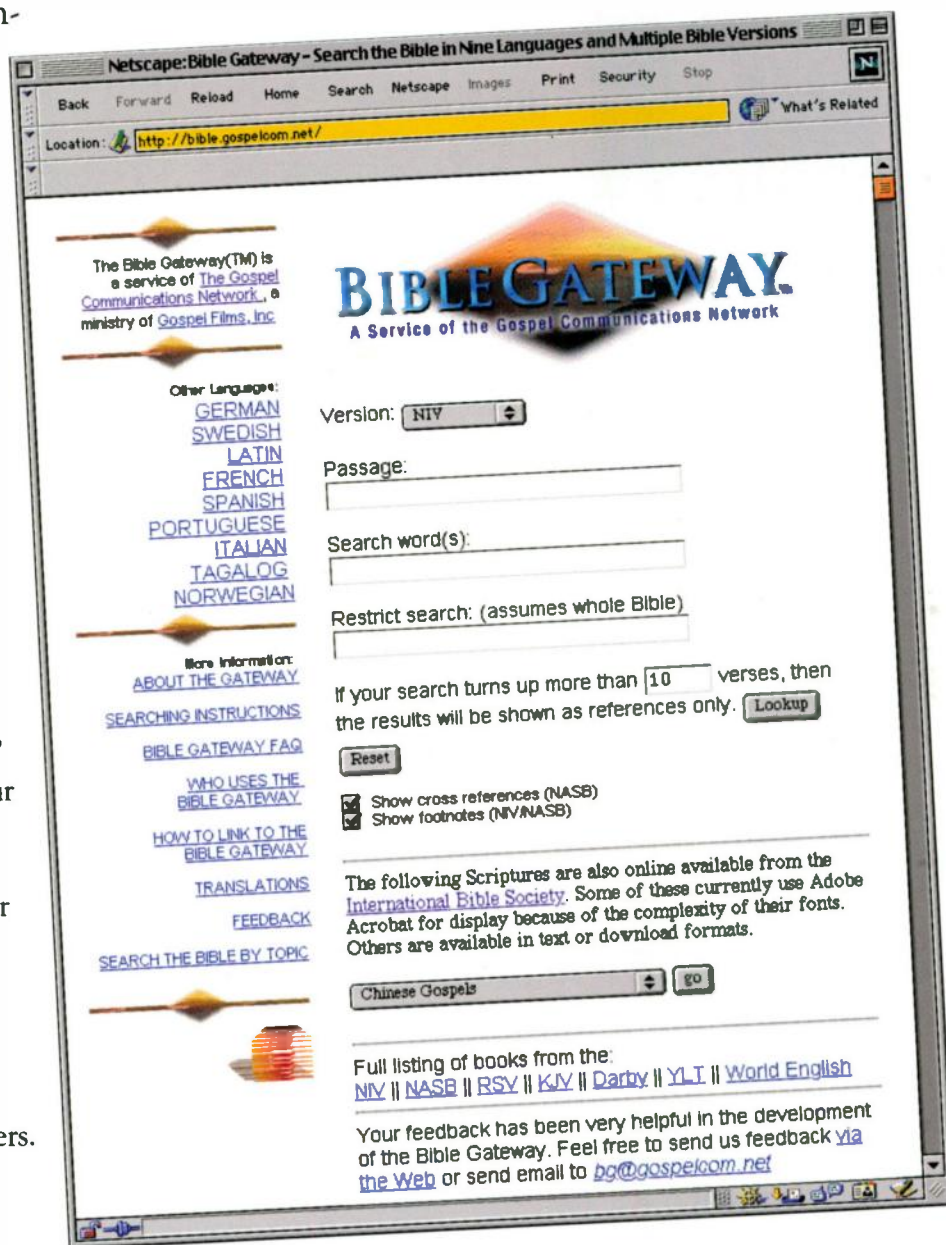 n-
Netscape: Bible Gateway - Search the Bible in Nine Languages and Multiple Bible Versions
Back Forward Reload Home Search Netscape Images Print Security Stop
Location: http://bible.gospelcom.net/ What's Related
The Bible Gateway(TM) is
a service of The Gospel
Communications Network, a
ministry of Gospel Films, Inc
Other Languages:
GERMAN
SWEDISH
LATIN
FRENCH
SPANISH
PORTUGUESE
ITALIAN
TAGALOG
NORWEGIAN
More Information:
ABOUT THE GATEWAY
SEARCHING INSTRUCTIONS
BIBLE GATEWAY FAQ
WHO USES THE
BIBLE GATEWAY
HOW TO LINK TO THE
BIBLE GATEWAY
TRANSLATIONS
FEEDBACK
SEARCH THE BIBLE BY TOPIC
BIBLE GATEWAY
A Service of the Gospel Communications Network
Version: NIV
Passage:
Search word(s):
Restrict search: (assumes whole Bible)
If your search turns up more than 10 verses, then
the results will be shown as references only. Lookup
Reset
Show cross references (NASB)
Show footnotes (NIV/NASB)
The following Scriptures are also online available from the
International Bible Society. Some of these currently use Adobe
Acrobat for display because of the complexity of their fonts.
Others are available in text or download formats.
Chinese Gospels go
Full listing of books from the:
NIV || NASB || RSV || KJV || Darby || YLT || World English
Your feedback has been very helpful in the development
of the Bible Gateway. Feel free to send us feedback via
the Web or send email to bg@gospelcom.net
ers.